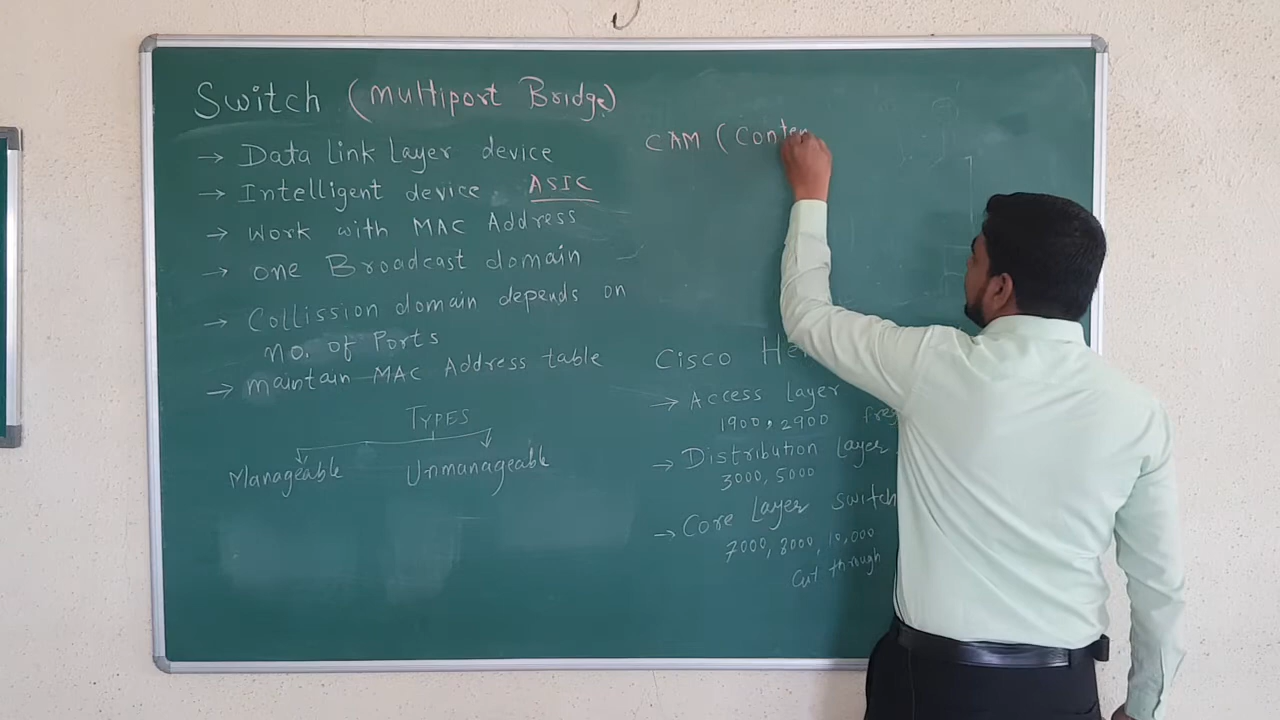 Switch (Multiport Bridge)
→ Data Link Layer device
→ Intelligent device. ASIC
→ Work with MAC Address
→ one Broadcast domain
→ Collission domain depends on
no. of Ports
→ maintain MAC Address table
TYPES
Manageable Unmanageable
CAM (Conten
Cisco
→ Access Layer
1900, 2900
→ Distribution Layer
3000, 5000
→ Core Layer switch
7000, 8000, 10,000
cut through